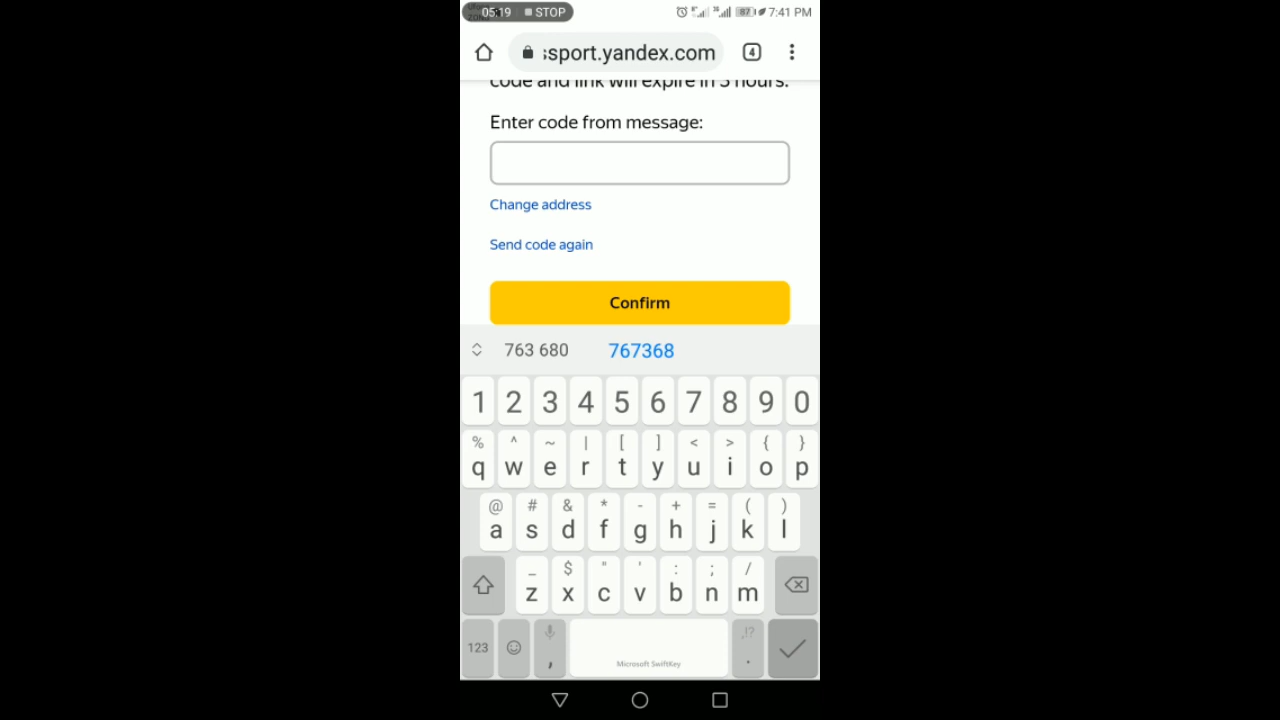 05:19 STOP 87 7:41 PM
:sport.yandex.com 4
code and link will expire in 3 hours.
Enter code from message:
Change address
Send code again
Confirm
763 680 767368
1 2 3 4 5 6 7 8 9 0
% ^ ~ | [ ] < > { }
q w e r t y u i o p
@ # & * - + = ( )
a s d f g h j k l
_ $ " ' : ; /
z x c v b n m
123 , Microsoft SwiftKey ,!? .